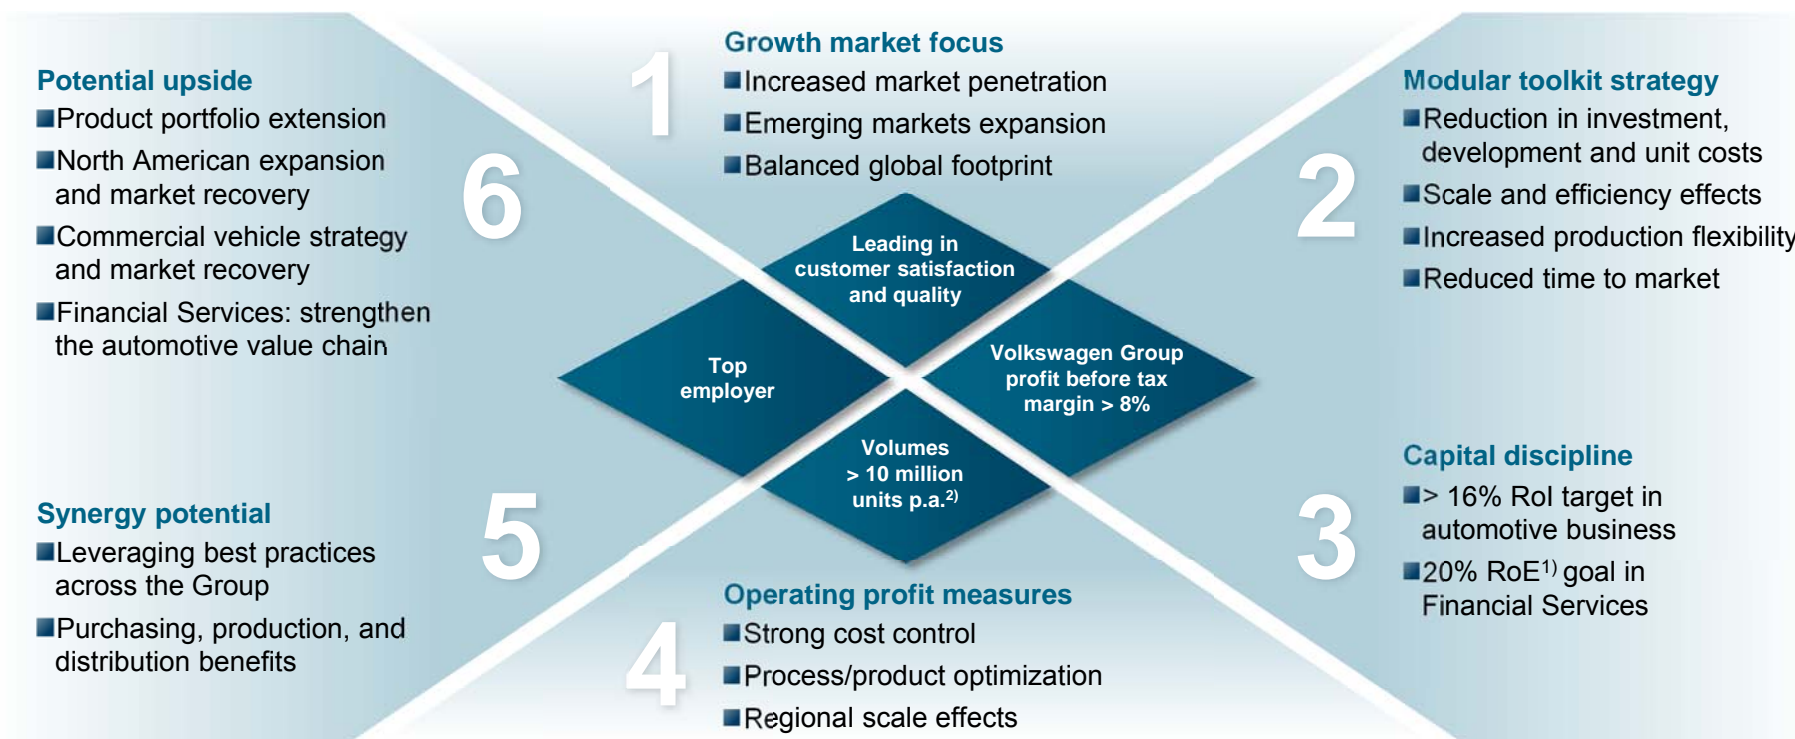 1
Growth market focus
■Increased market penetration
■Emerging markets expansion
■Balanced global footprint
2
Modular toolkit strategy
■Reduction in investment,
development and unit costs
■Scale and efficiency effects
■Increased production flexibility
■Reduced time to market
3
Capital discipline
■> 16% RoI target in
automotive business
■20% RoE1) goal in
Financial Services
4
Operating profit measures
■Strong cost control
■Process/product optimization
■Regional scale effects
5
Synergy potential
■Leveraging best practices
across the Group
■Purchasing, production, and
distribution benefits
6
Potential upside
■Product portfolio extension
■North American expansion
and market recovery
■Commercial vehicle strategy
and market recovery
■Financial Services: strengthen
the automotive value chain
Leading in
customer satisfaction
and quality
Volkswagen Group
profit before tax
margin > 8%
Volumes
> 10 million
units p.a.2)
Top
employer